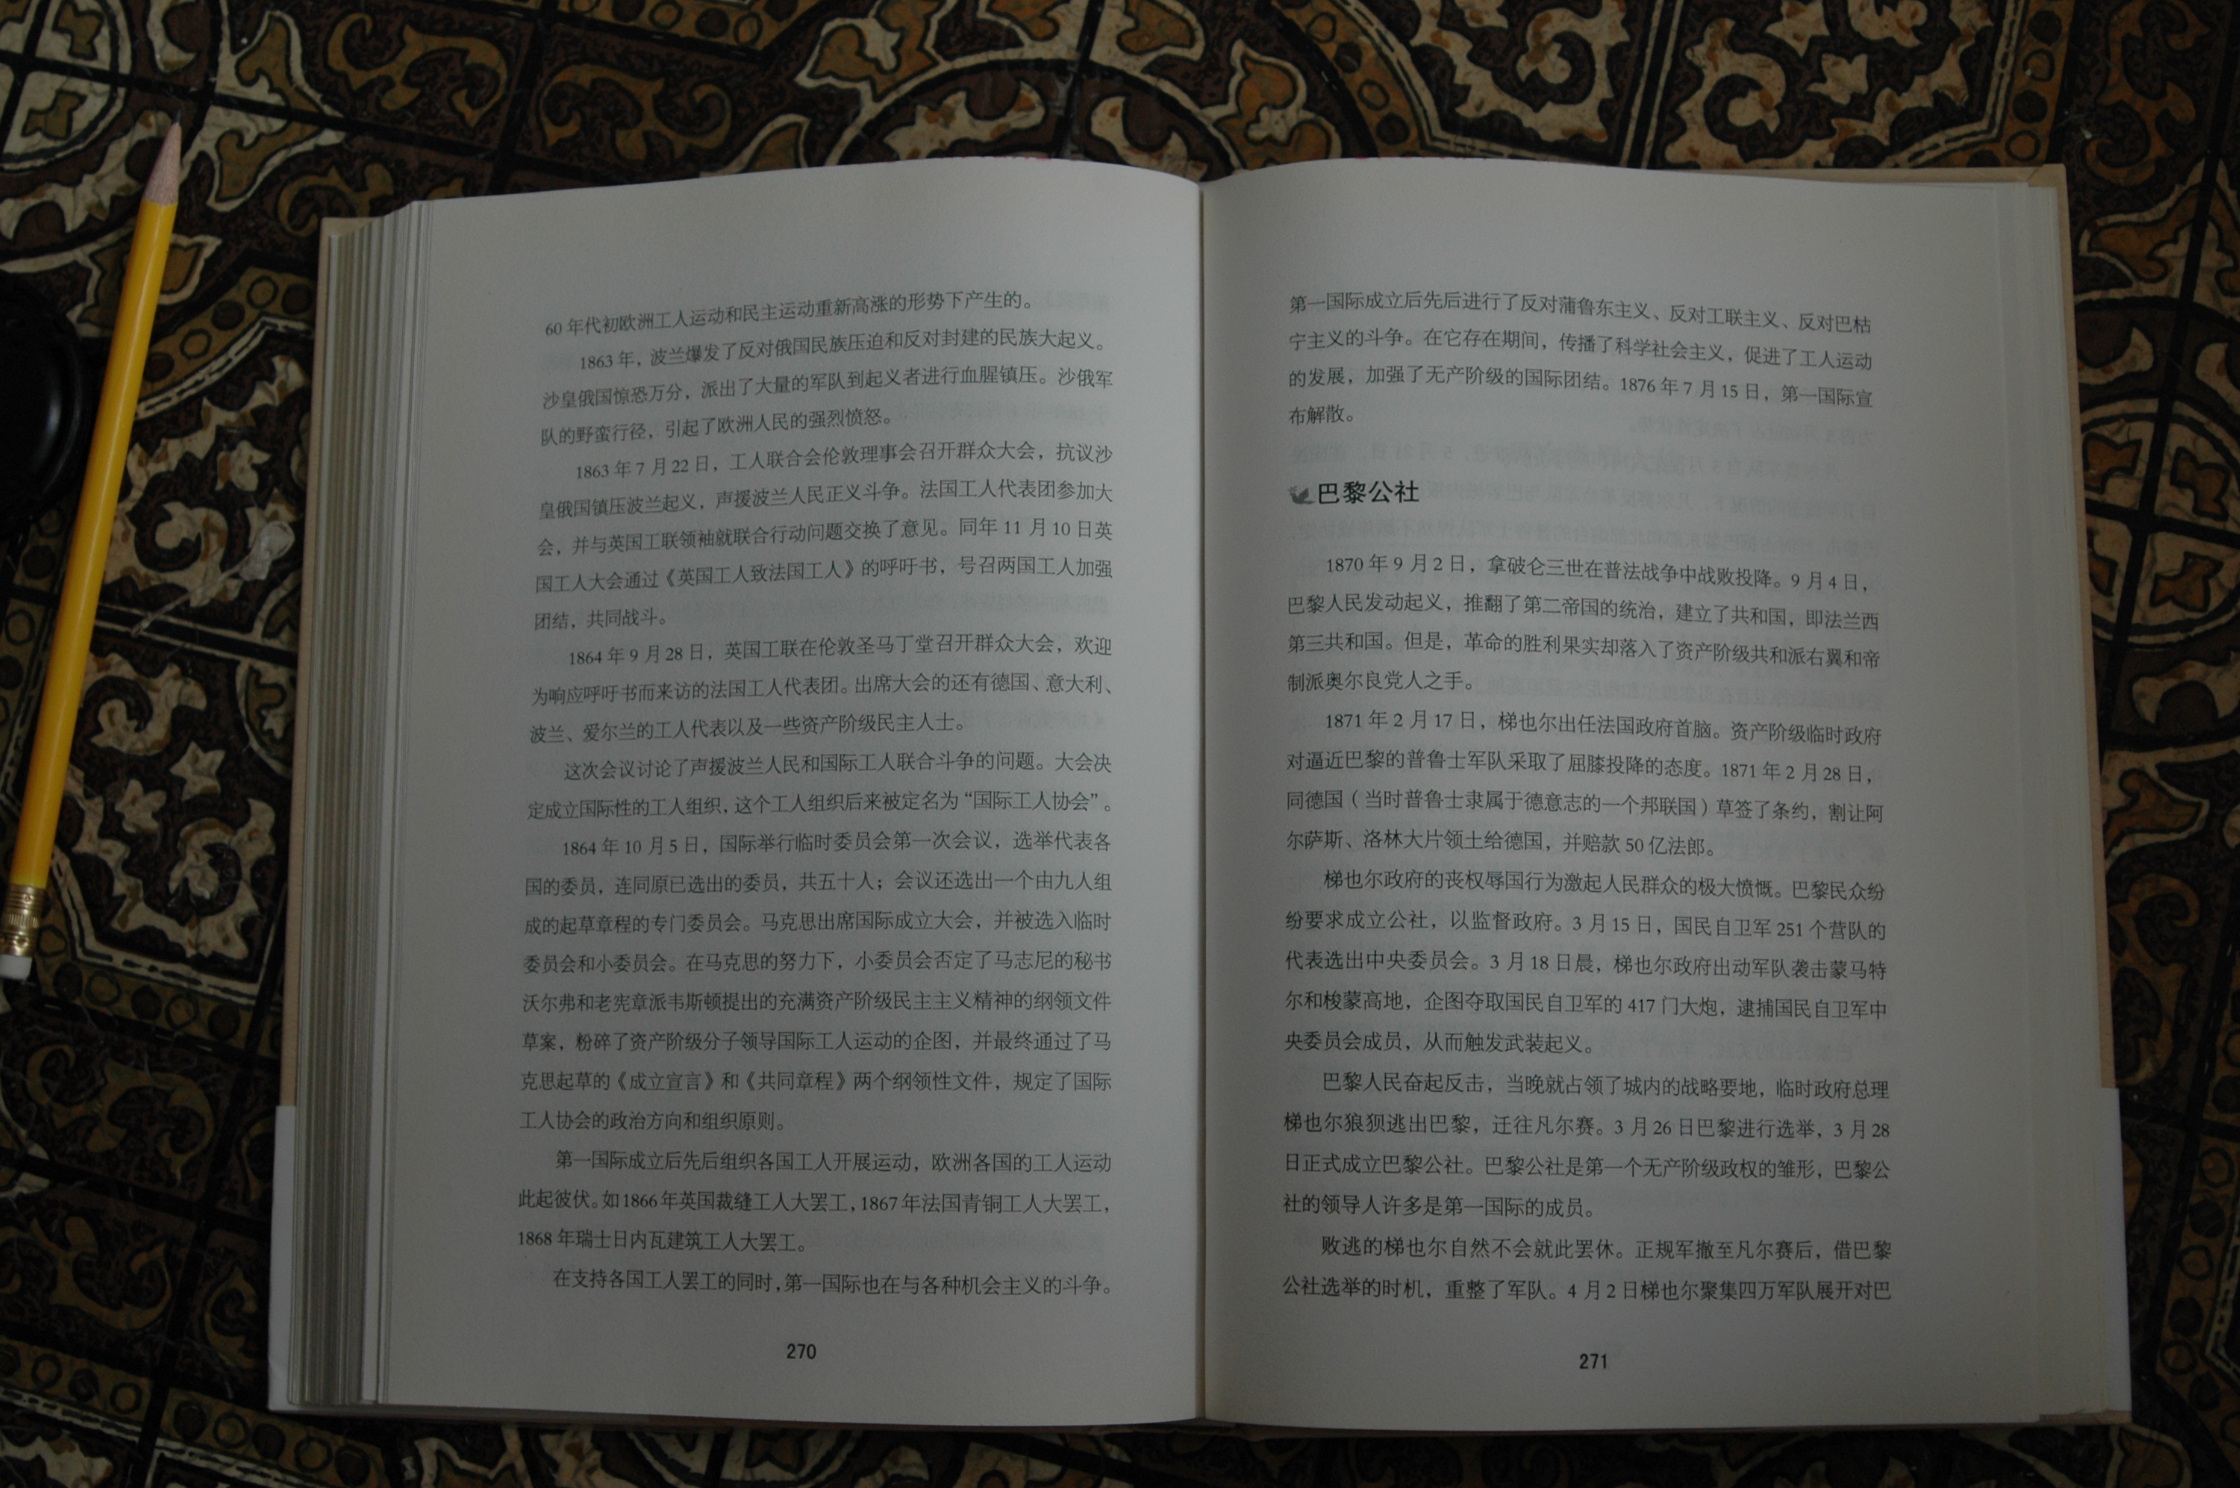 60 年代初欧洲工人运动和民主运动重新高涨的形势下产生的。
1863 年，波兰爆发了反对俄国民族压迫和反对封建的民族大起义。
沙皇俄国惊恐万分，派出了大量的军队到起义者进行血腥镇压。沙俄军
队的野蛮行径，引起了欧洲人民的强烈愤怒。
1863 年 7 月 22 日，工人联合会伦敦理事会召开群众大会，抗议沙
皇俄国镇压波兰起义，声援波兰人民正义斗争。法国工人代表团参加大
会，并与英国工联领袖就联合行动问题交换了意见。同年 11 月 10 日英
国工人大会通过《英国工人致法国工人》的呼吁书，号召两国工人加强
团结，共同战斗。
1864 年 9 月 28 日，英国工联在伦敦圣马丁堂召开群众大会，欢迎
为响应呼吁书而来访的法国工人代表团。出席大会的还有德国、意大利、
波兰、爱尔兰的工人代表以及一些资产阶级民主人士。
这次会议讨论了声援波兰人民和国际工人联合斗争的问题。大会决
定成立国际性的工人组织，这个工人组织后来被定名为“国际工人协会”。
1864 年 10 月 5 日，国际举行临时委员会第一次会议，选举代表各
国的委员，连同原已选出的委员，共五十人；会议还选出一个由九人组
成的起草章程的专门委员会。马克思出席国际成立大会，并被选入临时
委员会和小委员会。在马克思的努力下，小委员会否定了马志尼的秘书
沃尔弗和老宪章派韦斯顿提出的充满资产阶级民主主义精神的纲领文件
草案，粉碎了资产阶级分子领导国际工人运动的企图，并最终通过了马
克思起草的《成立宣言》和《共同章程》两个纲领性文件，规定了国际
工人协会的政治方向和组织原则。
第一国际成立后先后组织各国工人开展运动，欧洲各国的工人运动
此起彼伏。如1866 年英国裁缝工人大罢工，1867 年法国青铜工人大罢工，
1868 年瑞士日内瓦建筑工人大罢工。
在支持各国工人罢工的同时，第一国际也在与各种机会主义的斗争。
270
第一国际成立后先后进行了反对蒲鲁东主义、反对工联主义、反对巴枯
宁主义的斗争。在它存在期间，传播了科学社会主义，促进了工人运动
的发展，加强了无产阶级的国际团结。1876 年 7 月 15 日，第一国际宣
布解散。
巴黎公社
1870 年 9 月 2 日，拿破仑三世在普法战争中战败投降。9 月 4 日，
巴黎人民发动起义，推翻了第二帝国的统治，建立了共和国，即法兰西
第三共和国。但是，革命的胜利果实却落入了资产阶级共和派右翼和帝
制派奥尔良党人之手。
1871 年 2 月 17 日，梯也尔出任法国政府首脑。资产阶级临时政府
对逼近巴黎的普鲁士军队采取了屈膝投降的态度。1871 年 2 月 28 日，
同德国（当时普鲁士隶属于德意志的一个邦联国）草签了条约，割让阿
尔萨斯、洛林大片领土给德国，并赔款 50 亿法郎。
梯也尔政府的丧权辱国行为激起人民群众的极大愤慨。巴黎民众纷
纷要求成立公社，以监督政府。3 月 15 日，国民自卫军 251 个营队的
代表选出中央委员会。3 月 18 日晨，梯也尔政府出动军队袭击蒙马特
尔和梭蒙高地，企图夺取国民自卫军的 417 门大炮，逮捕国民自卫军中
央委员会成员，从而触发武装起义。
巴黎人民奋起反击，当晚就占领了城内的战略要地，临时政府总理
梯也尔狼狈逃出巴黎，迁往凡尔赛。3 月 26 日巴黎进行选举，3 月 28
日正式成立巴黎公社。巴黎公社是第一个无产阶级政权的雏形，巴黎公
社的领导人许多是第一国际的成员。
败逃的梯也尔自然不会就此罢休。正规军撤至凡尔赛后，借巴黎
公社选举的时机，重整了军队。4 月 2 日梯也尔聚集四万军队展开对巴
271